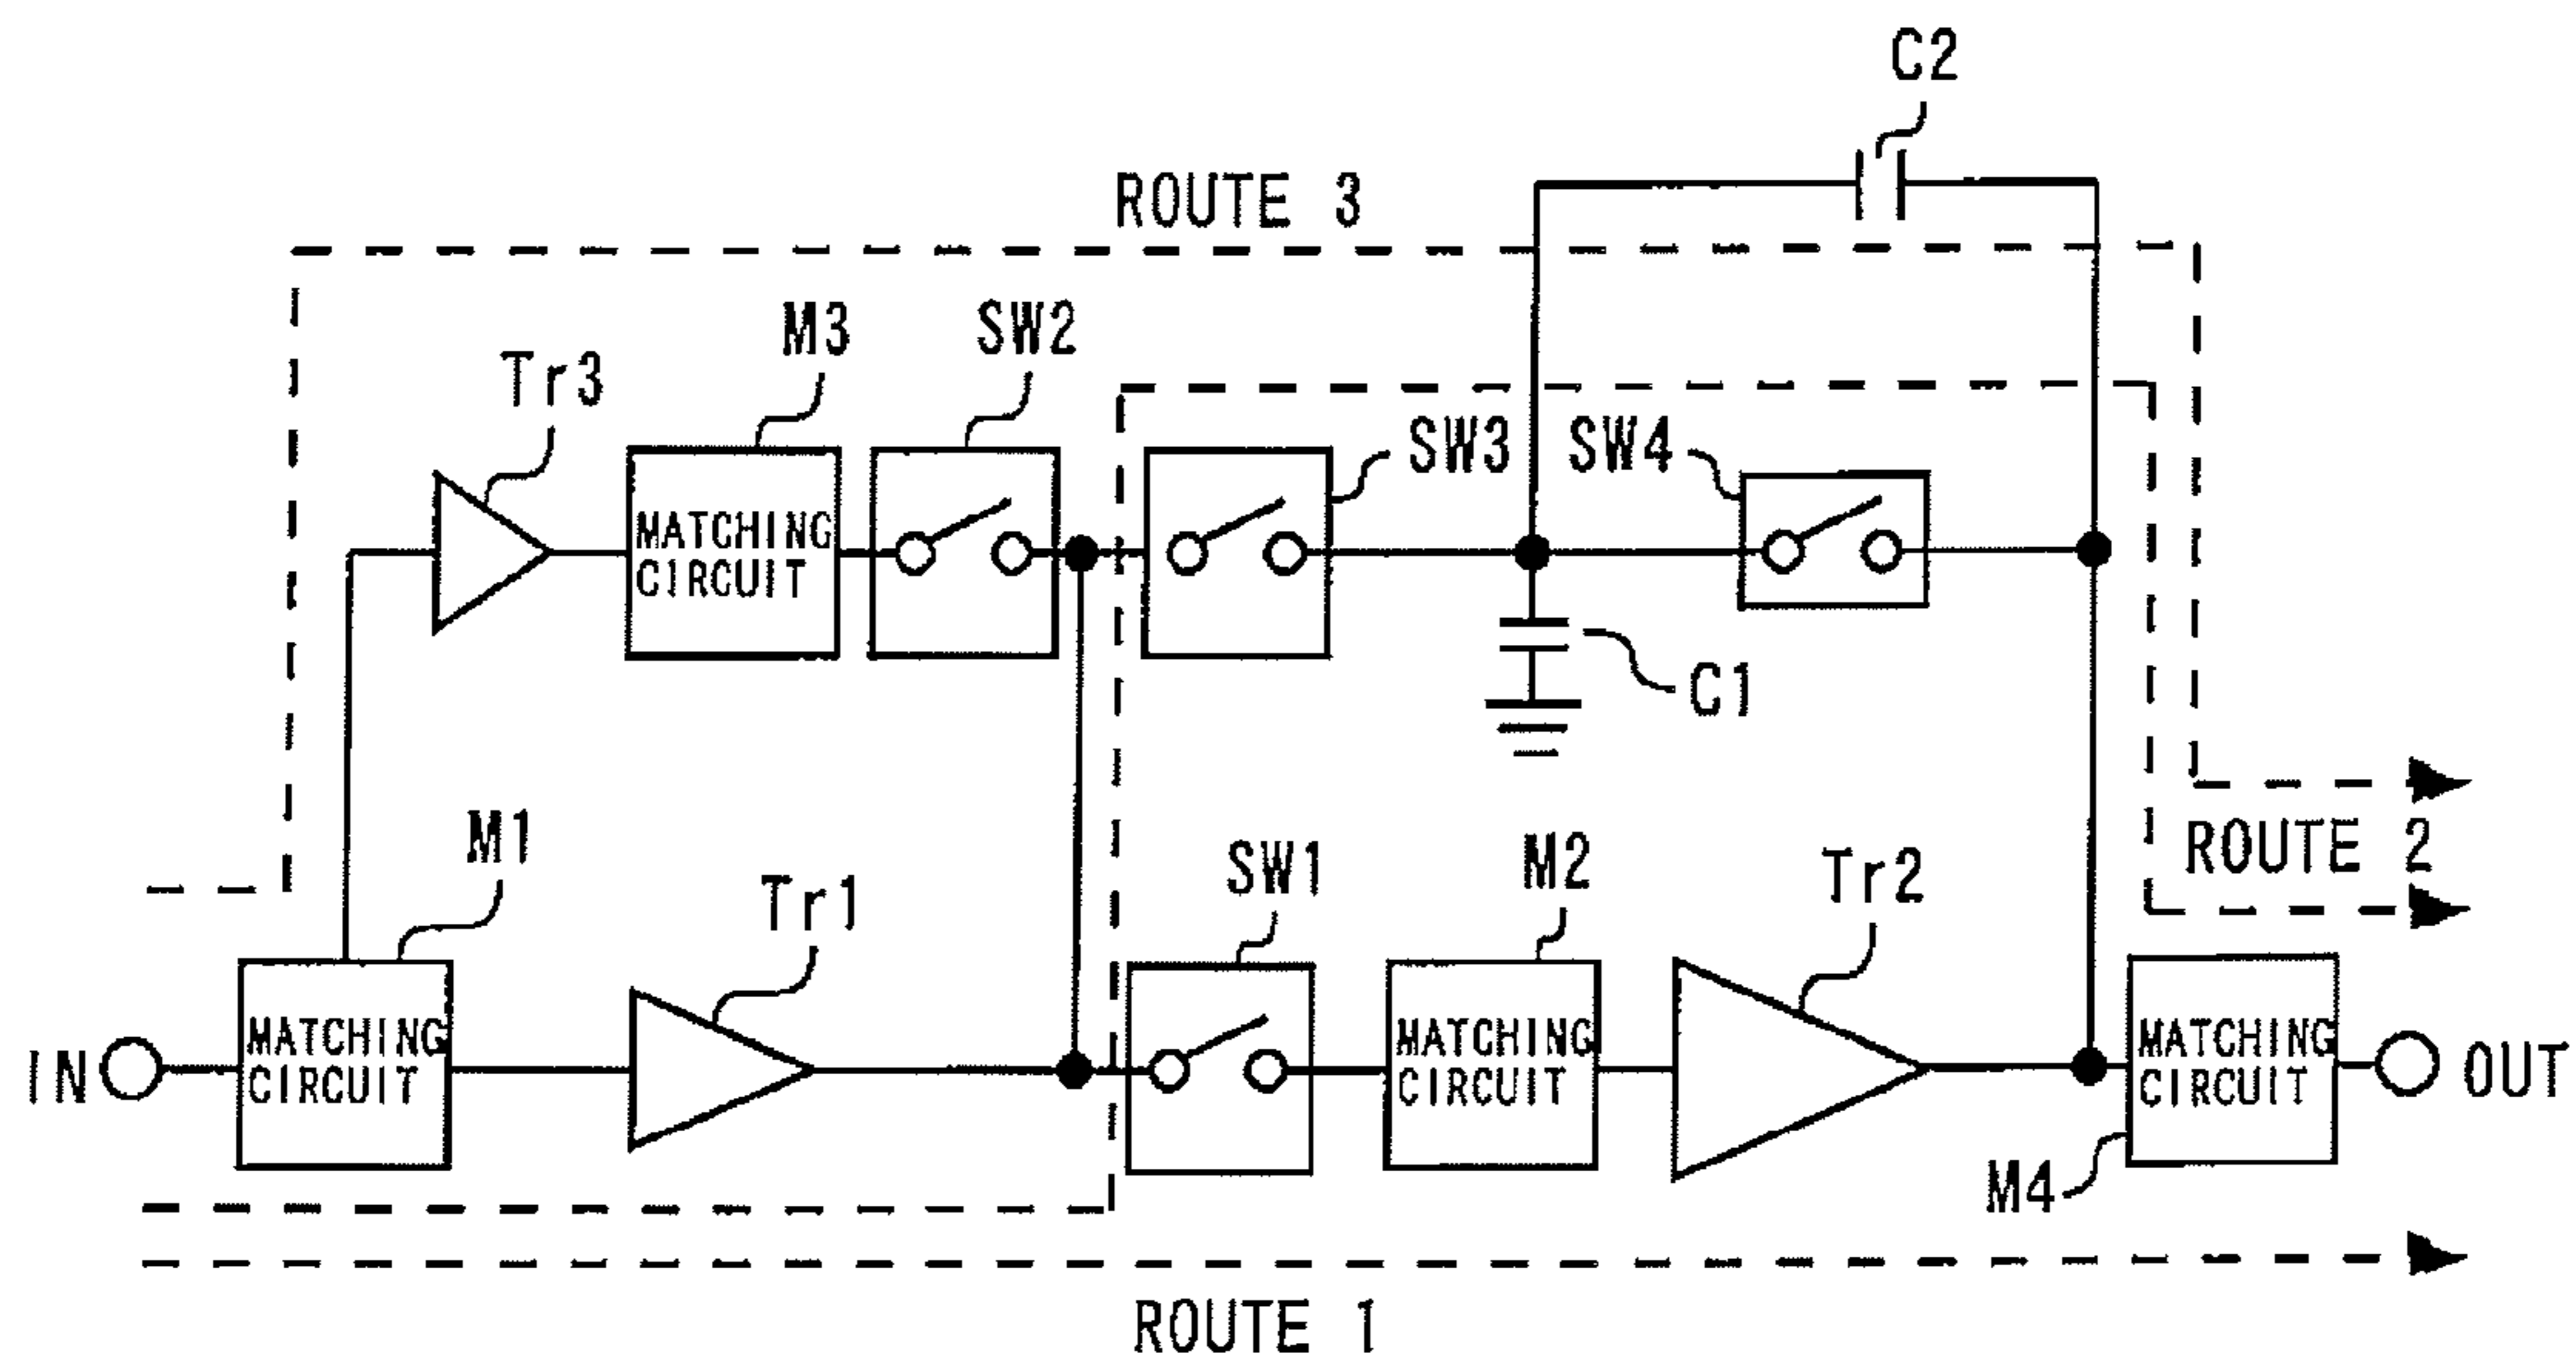 C2
ROUTE 3
M3
SW2
Tr3
SW3
SW4
MATCHING
CIRCUIT
C1
M1
Tr1
SW1
M2
Tr2
ROUTE 2
IN
MATCHING
CIRCUIT
MATCHING
CIRCUIT
MATCHING
CIRCUIT
OUT
M4
ROUTE 1